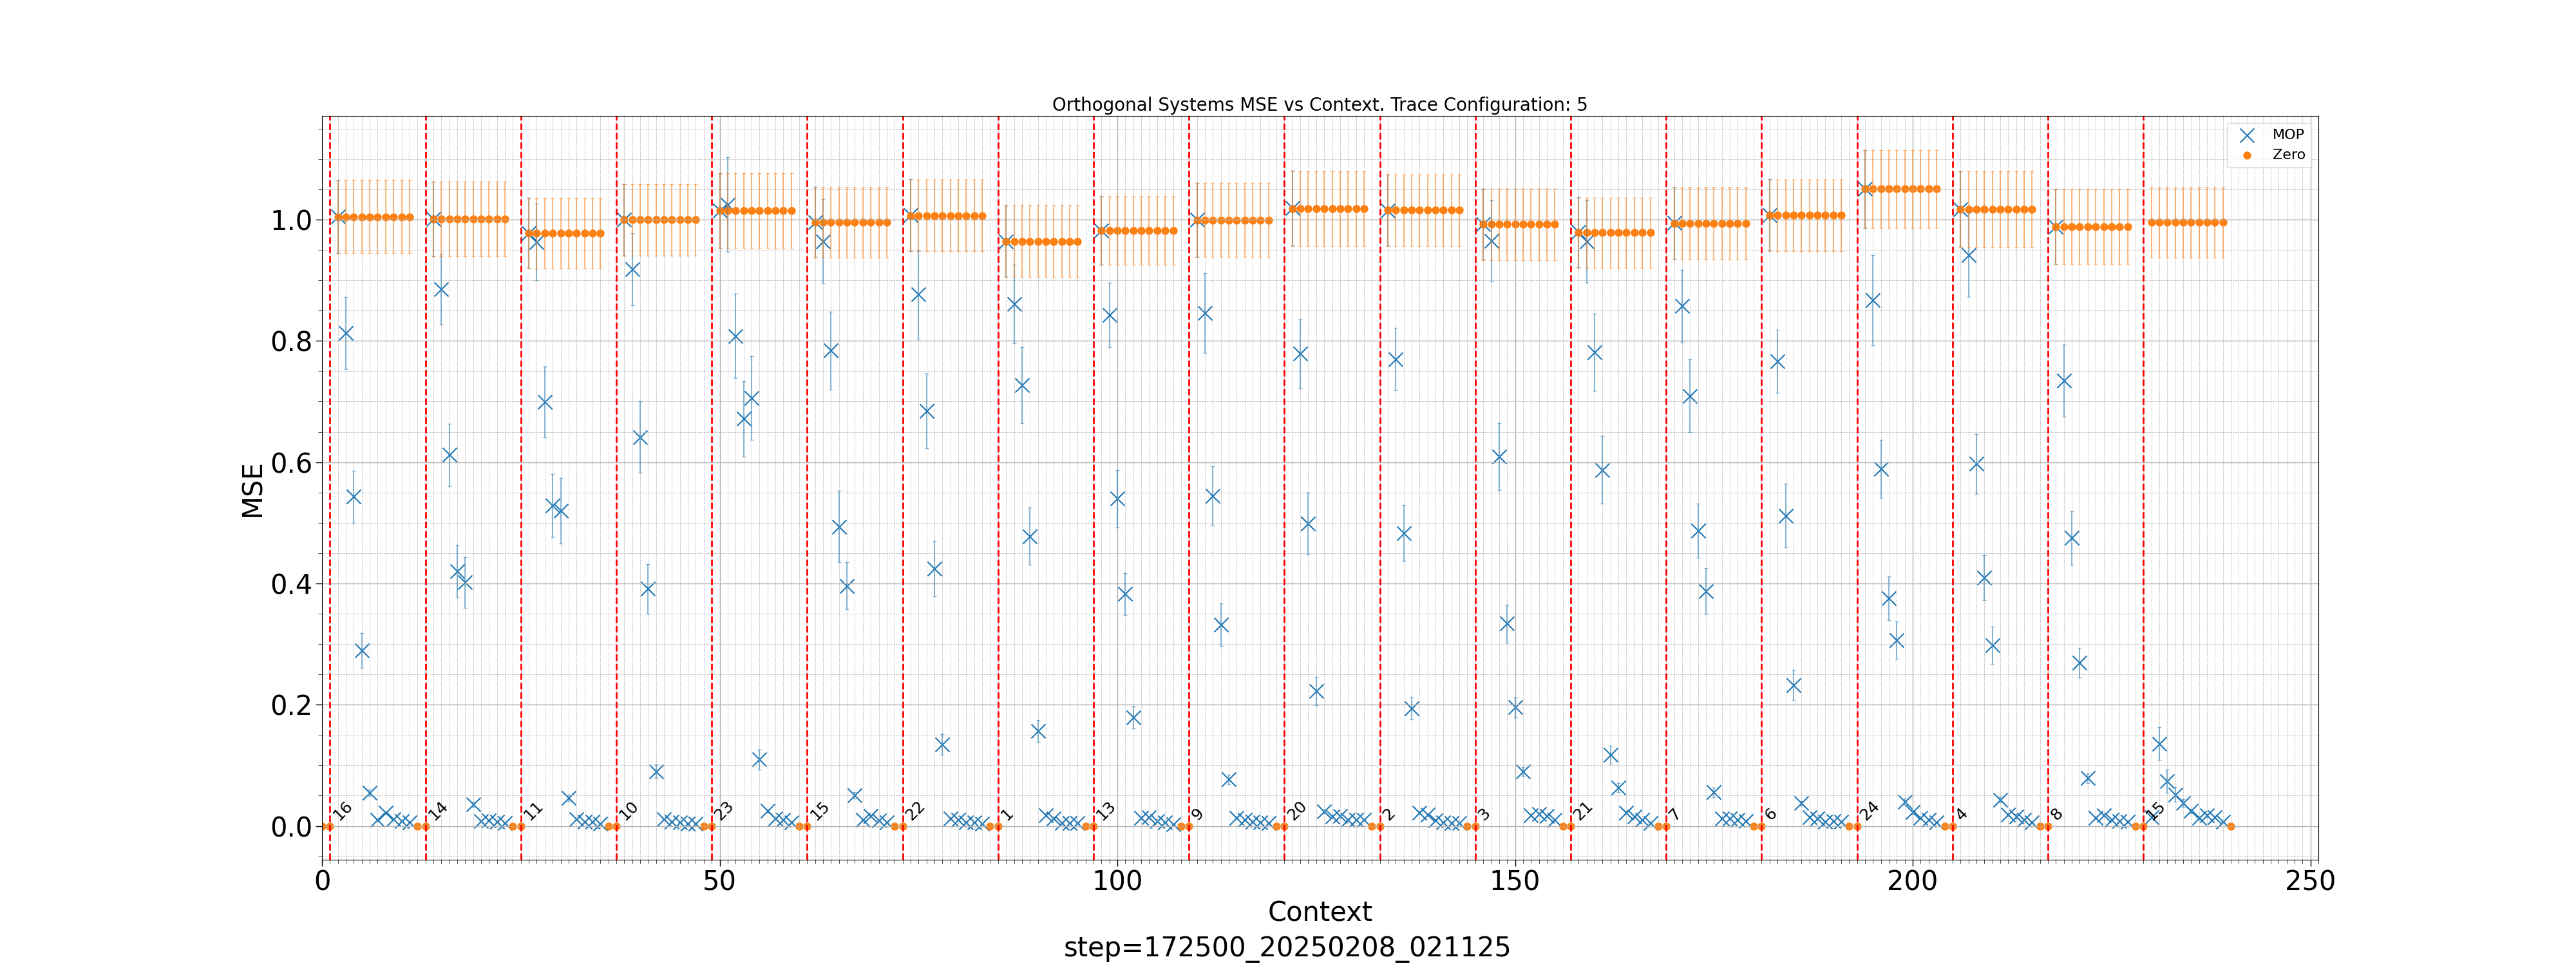 Orthogonal Systems MSE vs Context. Trace Configuration: 5
MOP
Zero
MSE
1.0
0.8
0.6
0.4
0.2
0.0
16 14 11 10 23 15 22 1 13 9 20 2 3 21 7 6 24 4 8 15
0 50 100 150 200 250
Context
step=172500_20250208_021125